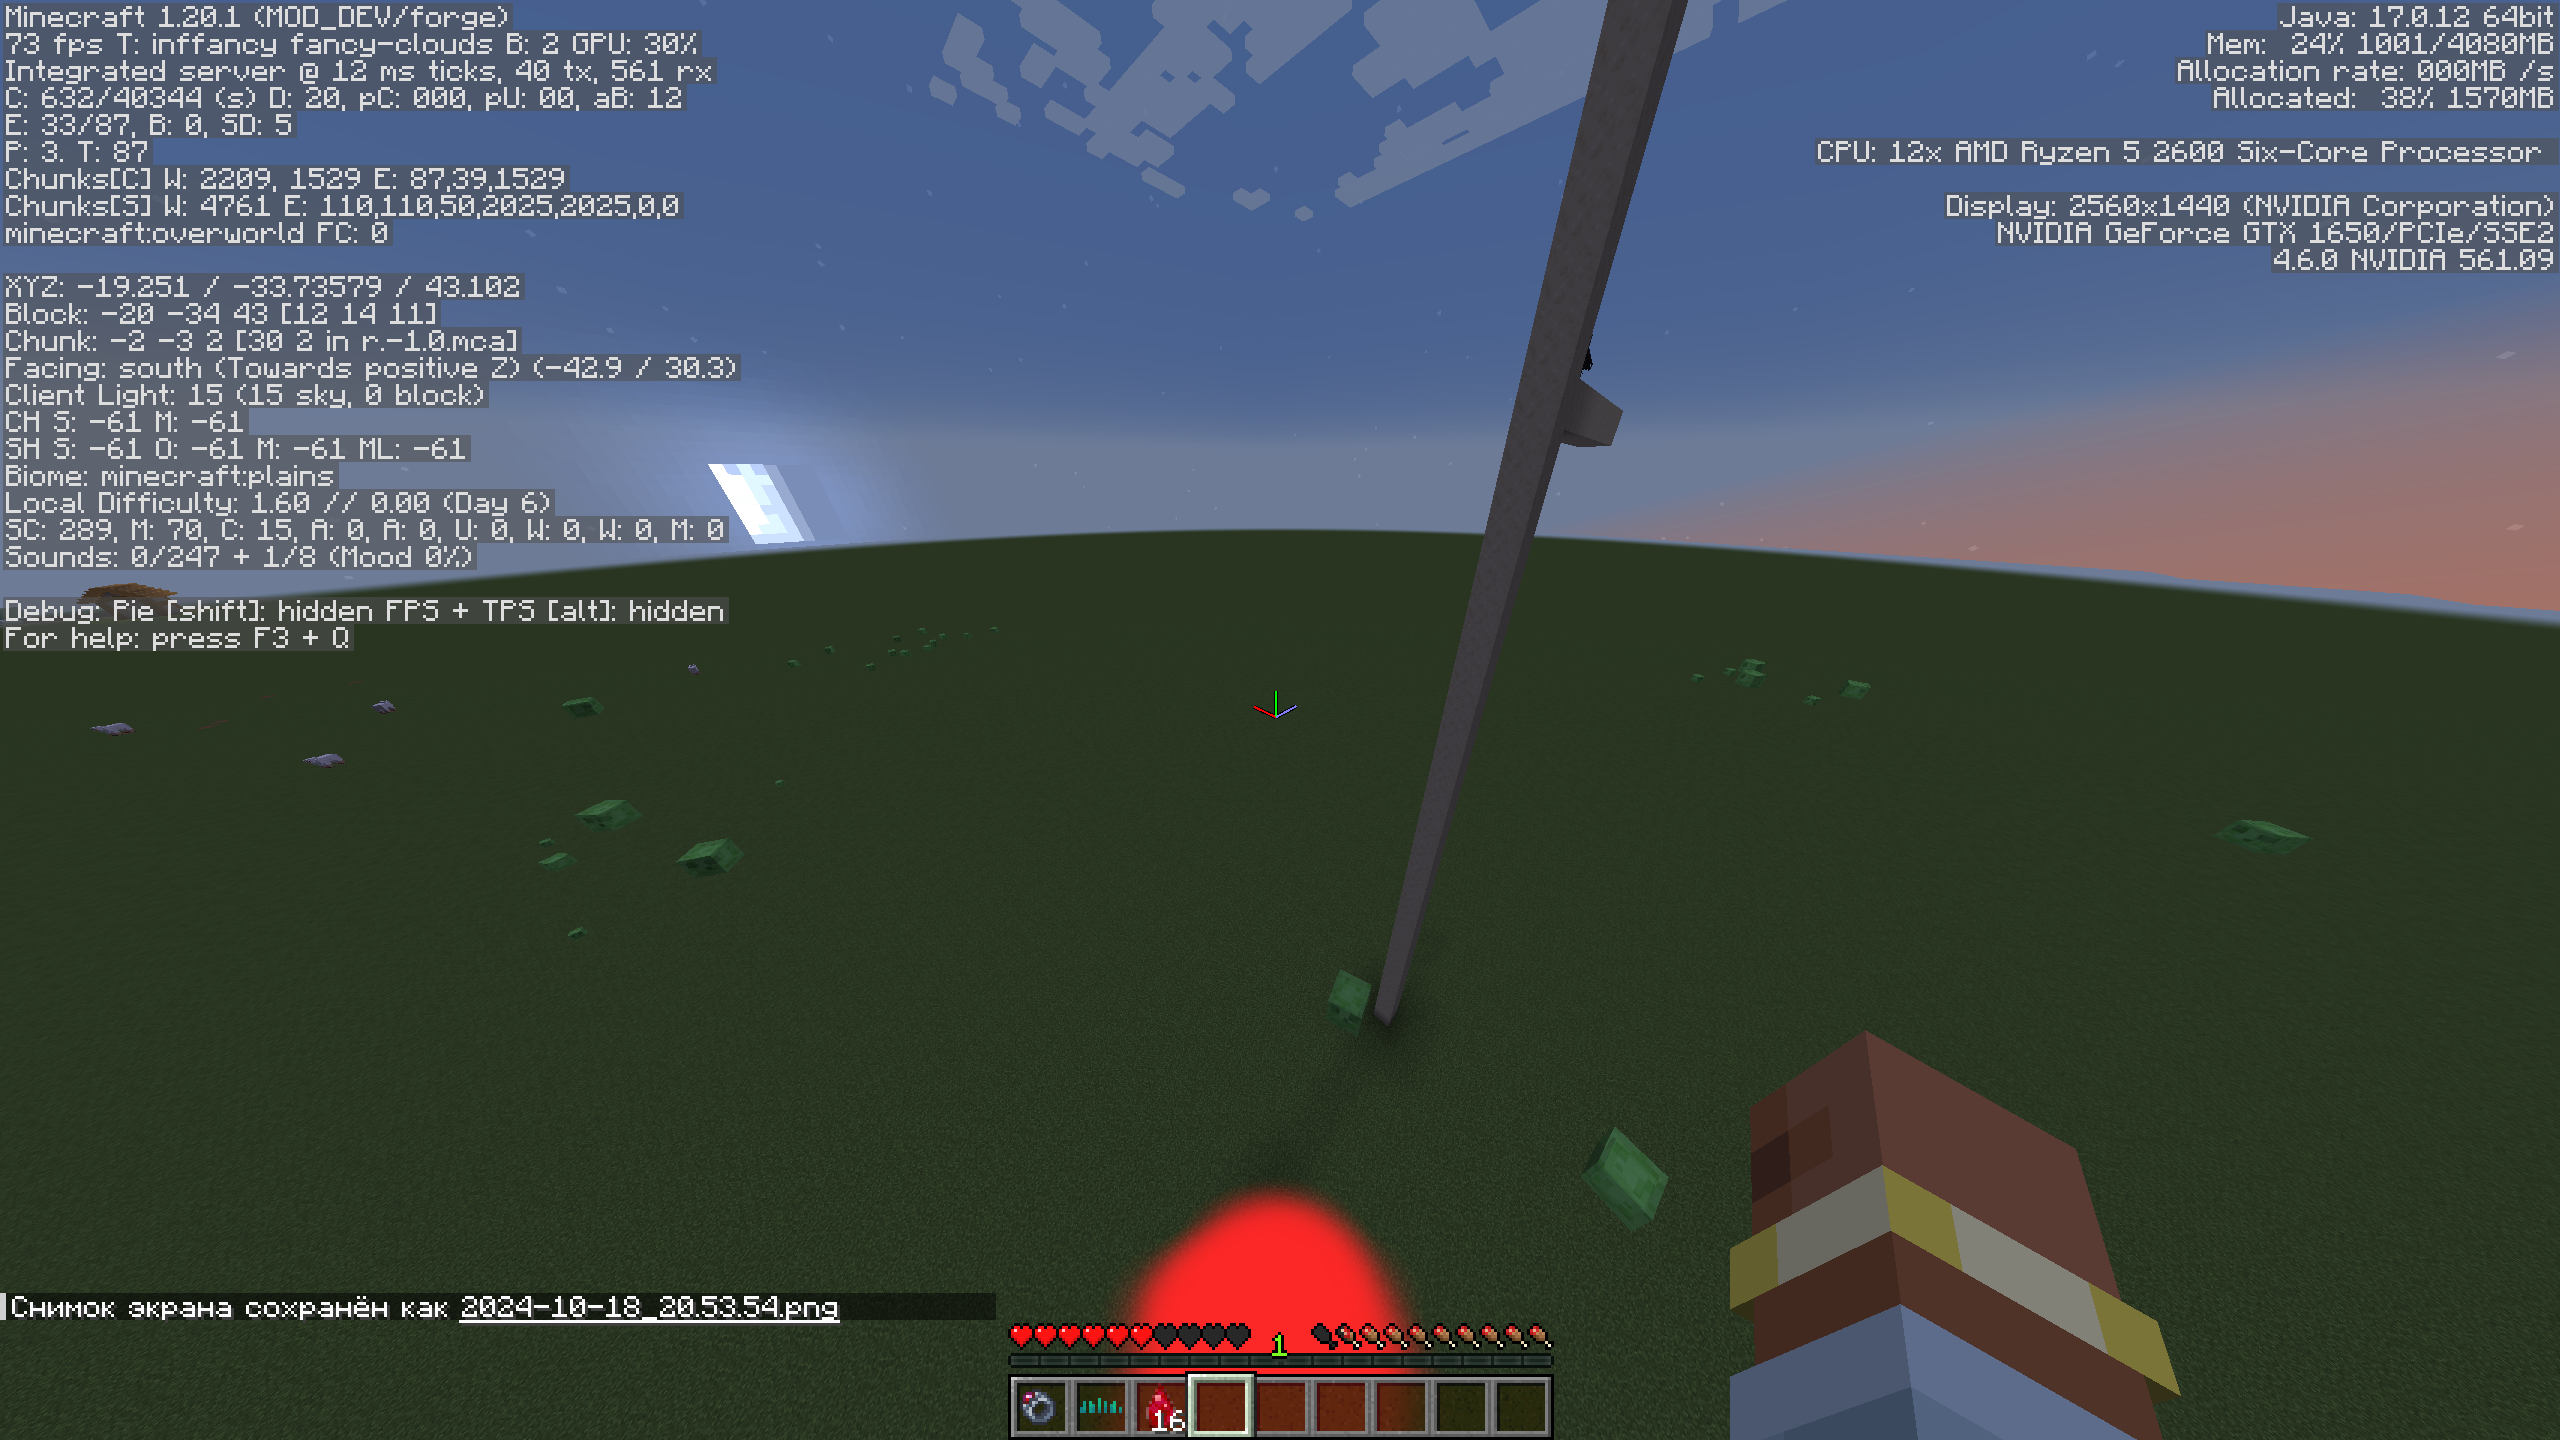 Minecraft 1.20.1 (MOD_DEV/forge)
73 fps T: inffancy fancy-clouds B: 2 GPU: 30%
Integrated server @ 12 ms ticks, 40 tx, 561 rx
C: 632/40344 (s) D: 20, pC: 000, pU: 00, aB: 12
E: 33/87, B: 0, SD: 5
P: 3. T: 87
Chunks[C] W: 2209, 1529 E: 87,39,1529
Chunks[S] W: 4761 E: 110,110,50,2025,2025,0,0
minecraft:overworld FC: 0
XYZ: -19.251 / -33.73579 / 43.102
Block: -20 -34 43 [12 14 11]
Chunk: -2 -3 2 [30 2 in r.-1.0.mca]
Facing: south (Towards positive Z) (-42.9 / 30.3)
Client Light: 15 (15 sky, 0 block)
CH S: -61 M: -61
SH S: -61 O: -61 M: -61 ML: -61
Biome: minecraft:plains
Local Difficulty: 1.60 // 0.00 (Day 6)
SC: 289, M: 70, C: 15, A: 0, A: 0, U: 0, W: 0, W: 0, M: 0
Sounds: 0/247 + 1/8 (Mood 0%)
Debug: Pie [shift]: hidden FPS + TPS [alt]: hidden
For help: press F3 + Q
Java: 17.0.12 64bit
Mem: 24% 1001/4080MB
Allocation rate: 000MB /s
Allocated: 38% 1570MB
CPU: 12x AMD Ryzen 5 2600 Six-Core Processor
Display: 2560x1440 (NVIDIA Corporation)
NVIDIA GeForce GTX 1650/PCIe/SSE2
4.6.0 NVIDIA 561.09
Снимок экрана сохранён как 2024-10-18_20.53.54.png
1
16